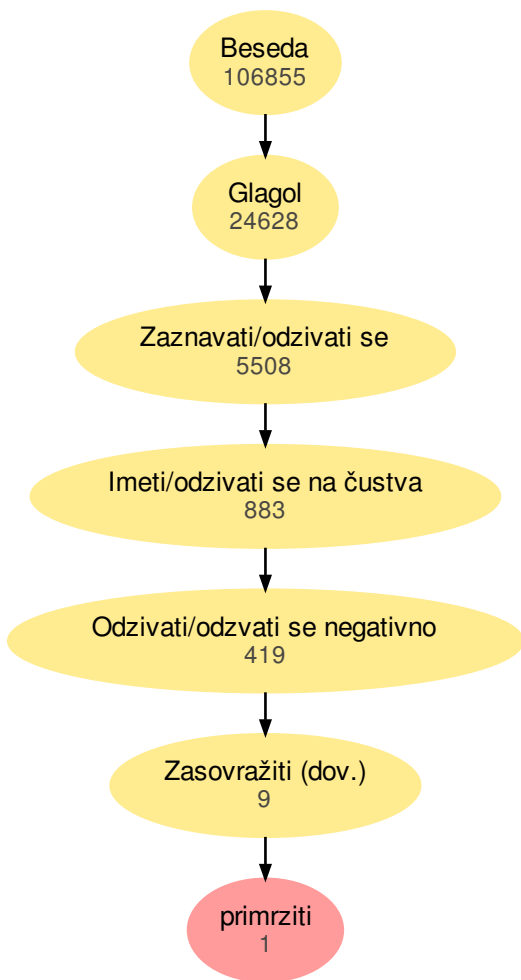 Beseda
106855
Glagol
24628
Zaznavati/odzivati se
5508
Imeti/odzivati se na čustva
883
Odzivati/odzvati se negativno
419
Zasovražiti (dov.)
9
primrziti
1